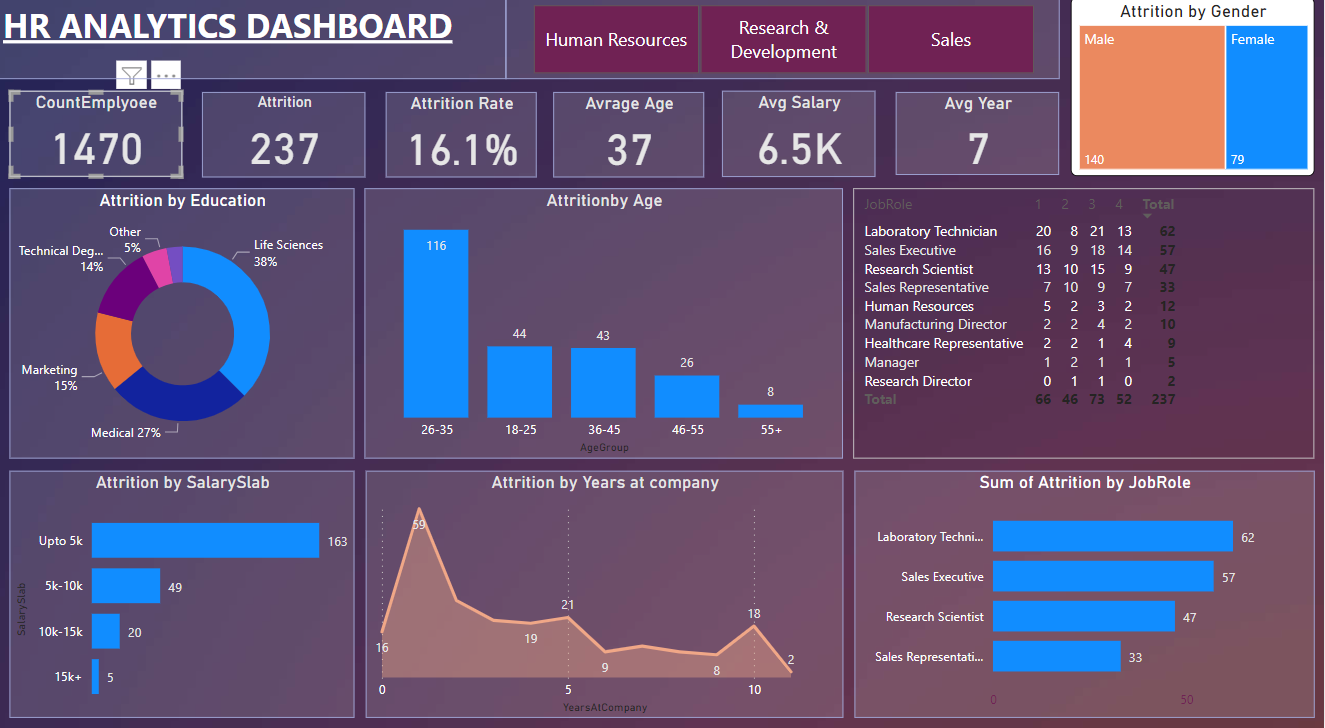 HR ANALYTICS DASHBOARD
Human Resources
Research &
Development
Sales
Attrition by Gender
Male
Female
140
79
CountEmplyoee
1470
Attrition
237
Attrition Rate
16.1%
Avrage Age
37
Avg Salary
6.5K
Avg Year
7
Attrition by Education
Other
5%
Life Sciences
38%
Technical Deg...
14%
Marketing
15%
Medical 27%
Attritionby Age
116
44
43
26
8
26-35 18-25 36-45 46-55 55+
AgeGroup
JobRole 1 2 3 4 Total
Laboratory Technician 20 8 21 13 62
Sales Executive 16 9 18 14 57
Research Scientist 13 10 15 9 47
Sales Representative 7 10 9 7 33
Human Resources 5 2 3 2 12
Manufacturing Director 2 2 4 2 10
Healthcare Representative 2 2 1 4 9
Manager 1 2 1 1 5
Research Director 0 1 1 0 2
Total 66 46 73 52 237
Attrition by SalarySlab
SalarySlab
Upto 5k 163
5k-10k 49
10k-15k 20
15k+ 5
Attrition by Years at company
59
21
18
16
19
9
8
2
0 5 10
YearsAtCompany
Sum of Attrition by JobRole
Laboratory Techni... 62
Sales Executive 57
Research Scientist 47
Sales Representati... 33
0 50